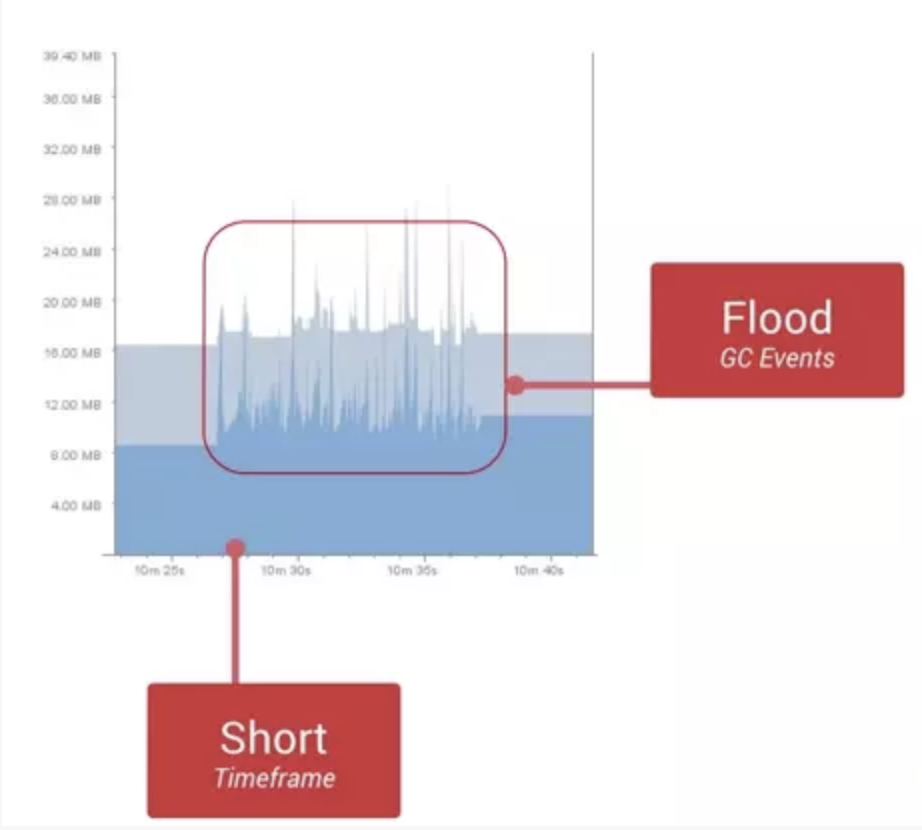 39.40 MB
36.00 MB
32.00 MB
28.00 MB
24.00 MB
20.00 MB
16.00 MB
12.00 MB
8.00 MB
4.00 MB
10m 25s
10m 30s
10m 35s
10m 40s
Flood
GC Events
Short
Timeframe